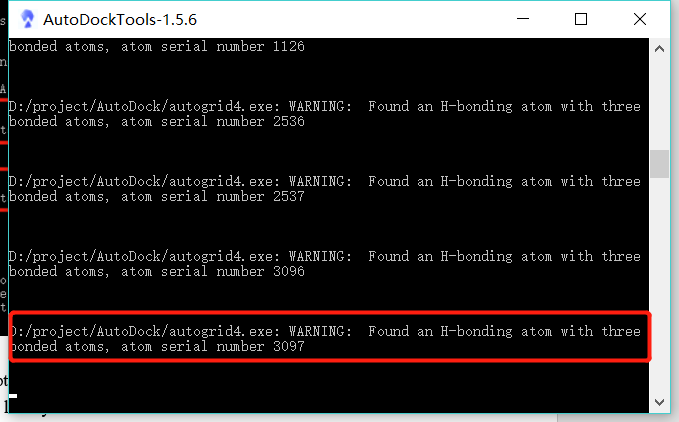 AutoDockTools-1.5.6
bonded atoms, atom serial number 1126
D:/project/AutoDock/autogrid4.exe: WARNING:  Found an H-bonding atom with three
bonded atoms, atom serial number 2536
D:/project/AutoDock/autogrid4.exe: WARNING:  Found an H-bonding atom with three
bonded atoms, atom serial number 2537
D:/project/AutoDock/autogrid4.exe: WARNING:  Found an H-bonding atom with three
bonded atoms, atom serial number 3096
D:/project/AutoDock/autogrid4.exe: WARNING:  Found an H-bonding atom with three
bonded atoms, atom serial number 3097